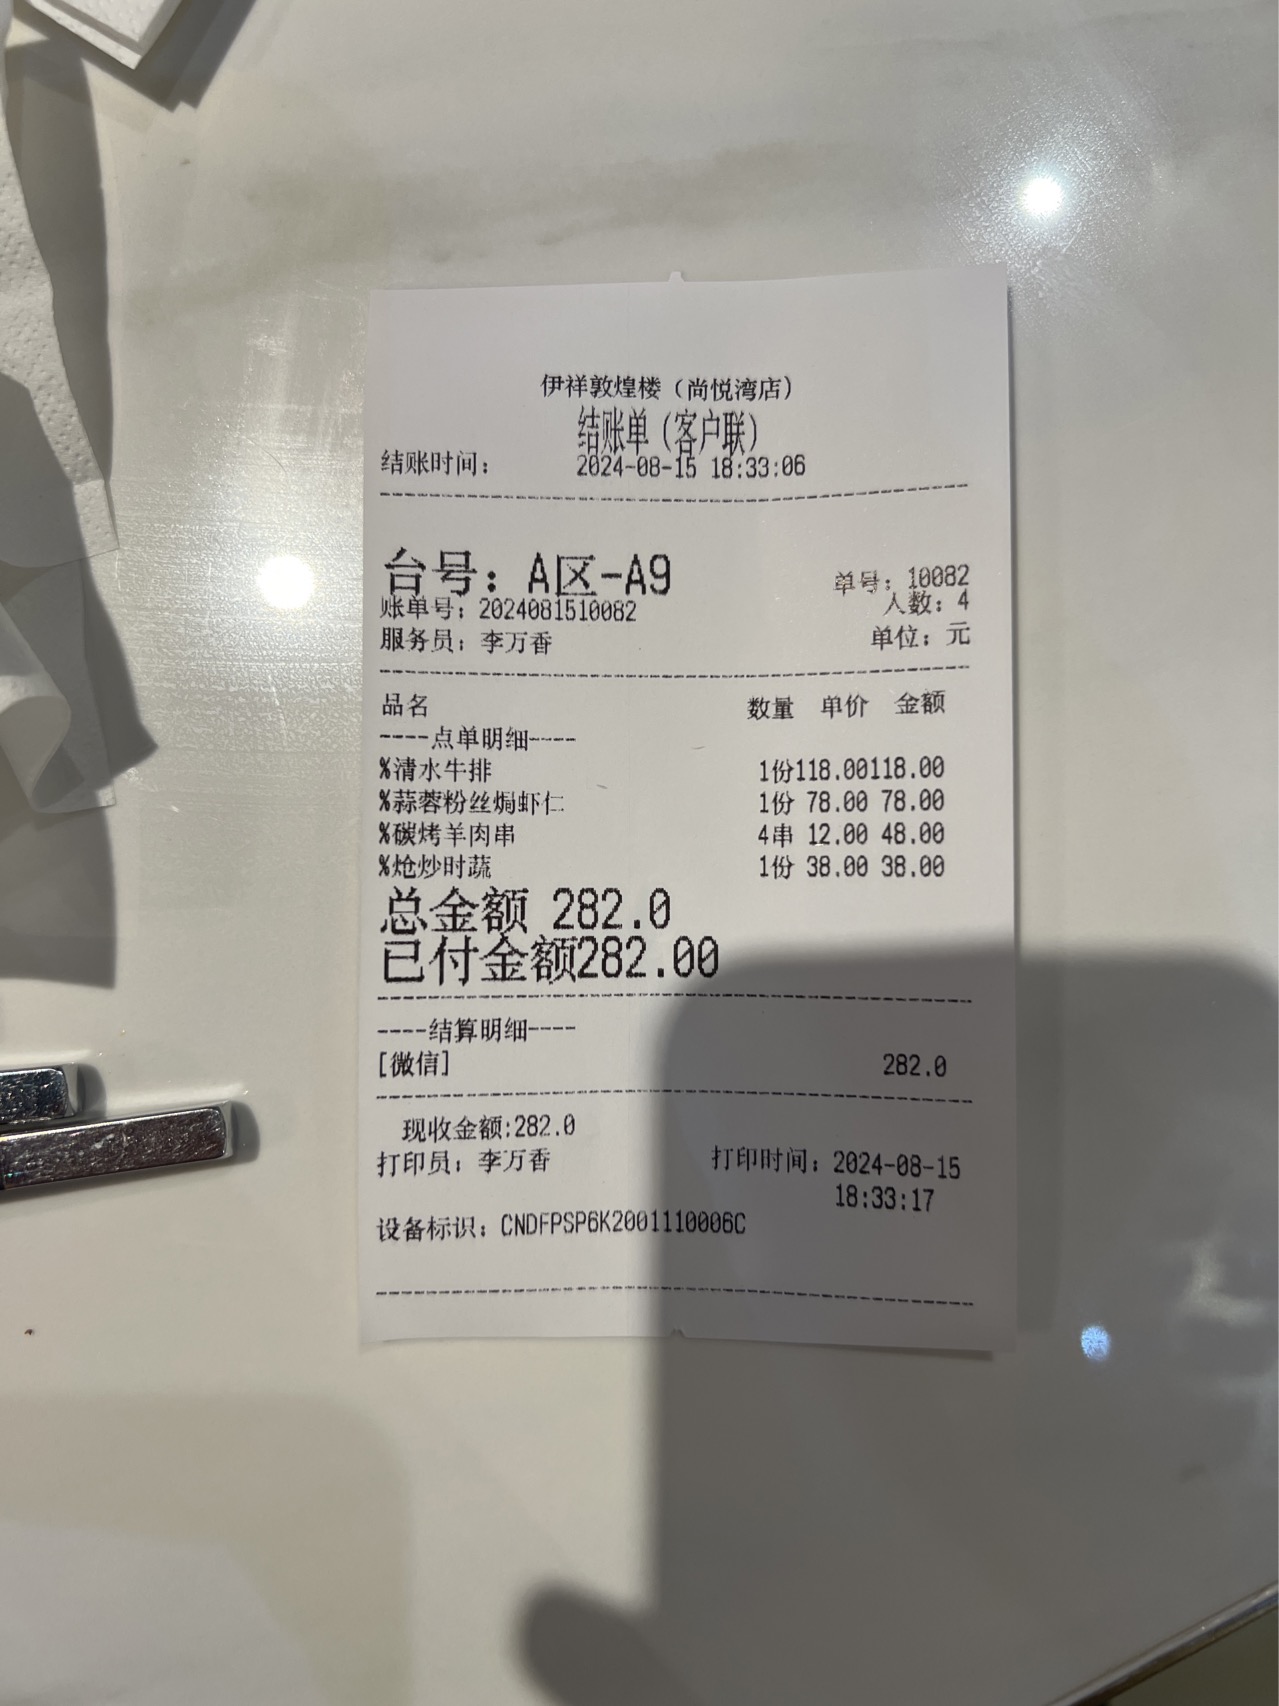 伊祥敦煌楼（尚悦湾店）
结账单（客户联）
结账时间： 2024-08-15 18:33:06
台号：A区-A9 单号：10082
账单号：2024081510082 人数：4
服务员：李万香 单位：元
品名 数量 单价 金额
----点单明细----
%清水牛排 1份118.00118.00
%蒜蓉粉丝焗虾仁 1份 78.00 78.00
%碳烤羊肉串 4串 12.00 48.00
%炝炒时蔬 1份 38.00 38.00
总金额 282.0
已付金额282.00
----结算明细----
[微信] 282.0
现收金额:282.0
打印员：李万香 打印时间：2024-08-15
18:33:17
设备标识：CNDFPSP6K2001110006C